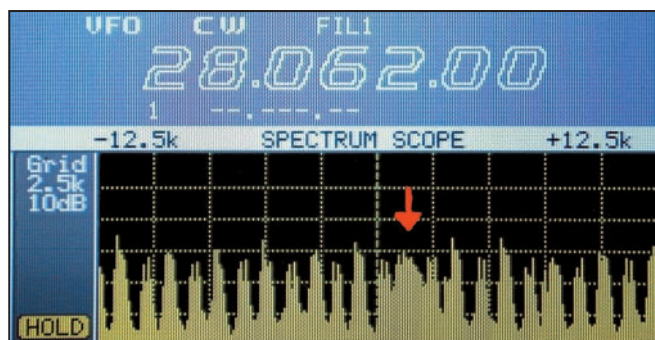 VFO CW FIL1
28.062.00
1 --.---.--
-12.5k SPECTRUM SCOPE +12.5k
Grid
2.5k
10dB
HOLD